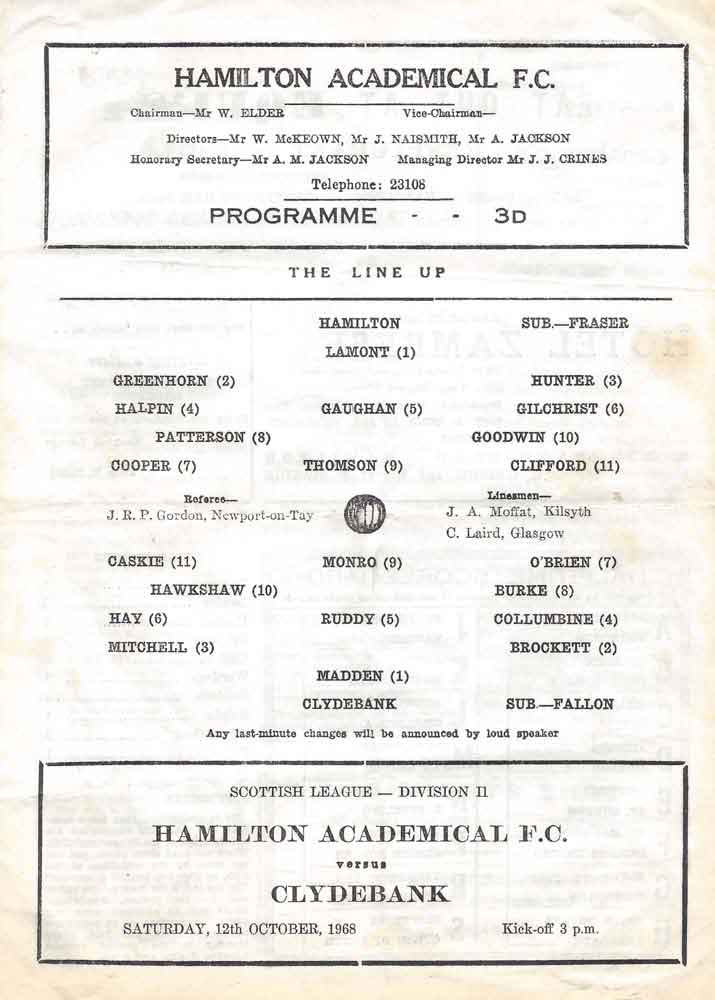 HAMILTON ACADEMICAL F.C.
Chairman—Mr W. ELDER Vice-Chairman—
Directors—Mr W. McKEOWN, Mr J. NAISMITH, Mr A. JACKSON
Honorary Secretary—Mr A. M. JACKSON Managing Director Mr J. J. CRINES
Telephone: 23108
PROGRAMME - - 3D
THE LINE UP
HAMILTON SUB.—FRASER
LAMONT (1)
GREENHORN (2) HUNTER (3)
HALPIN (4) GAUGHAN (5) GILCHRIST (6)
PATTERSON (8) GOODWIN (10)
COOPER (7) THOMSON (9) CLIFFORD (11)
Referee— Linesmen—
J. R. P. Gordon, Newport-on-Tay J. A. Moffat, Kilsyth
C. Laird, Glasgow
CASKIE (11) MONRO (9) O'BRIEN (7)
HAWKSHAW (10) BURKE (8)
HAY (6) RUDDY (5) COLLUMBINE (4)
MITCHELL (3) BROCKETT (2)
MADDEN (1)
CLYDEBANK SUB.—FALLON
Any last-minute changes will be announced by loud speaker
SCOTTISH LEAGUE — DIVISION II
HAMILTON ACADEMICAL F.C.
versus
CLYDEBANK
SATURDAY, 12th OCTOBER, 1968 Kick-off 3 p.m.